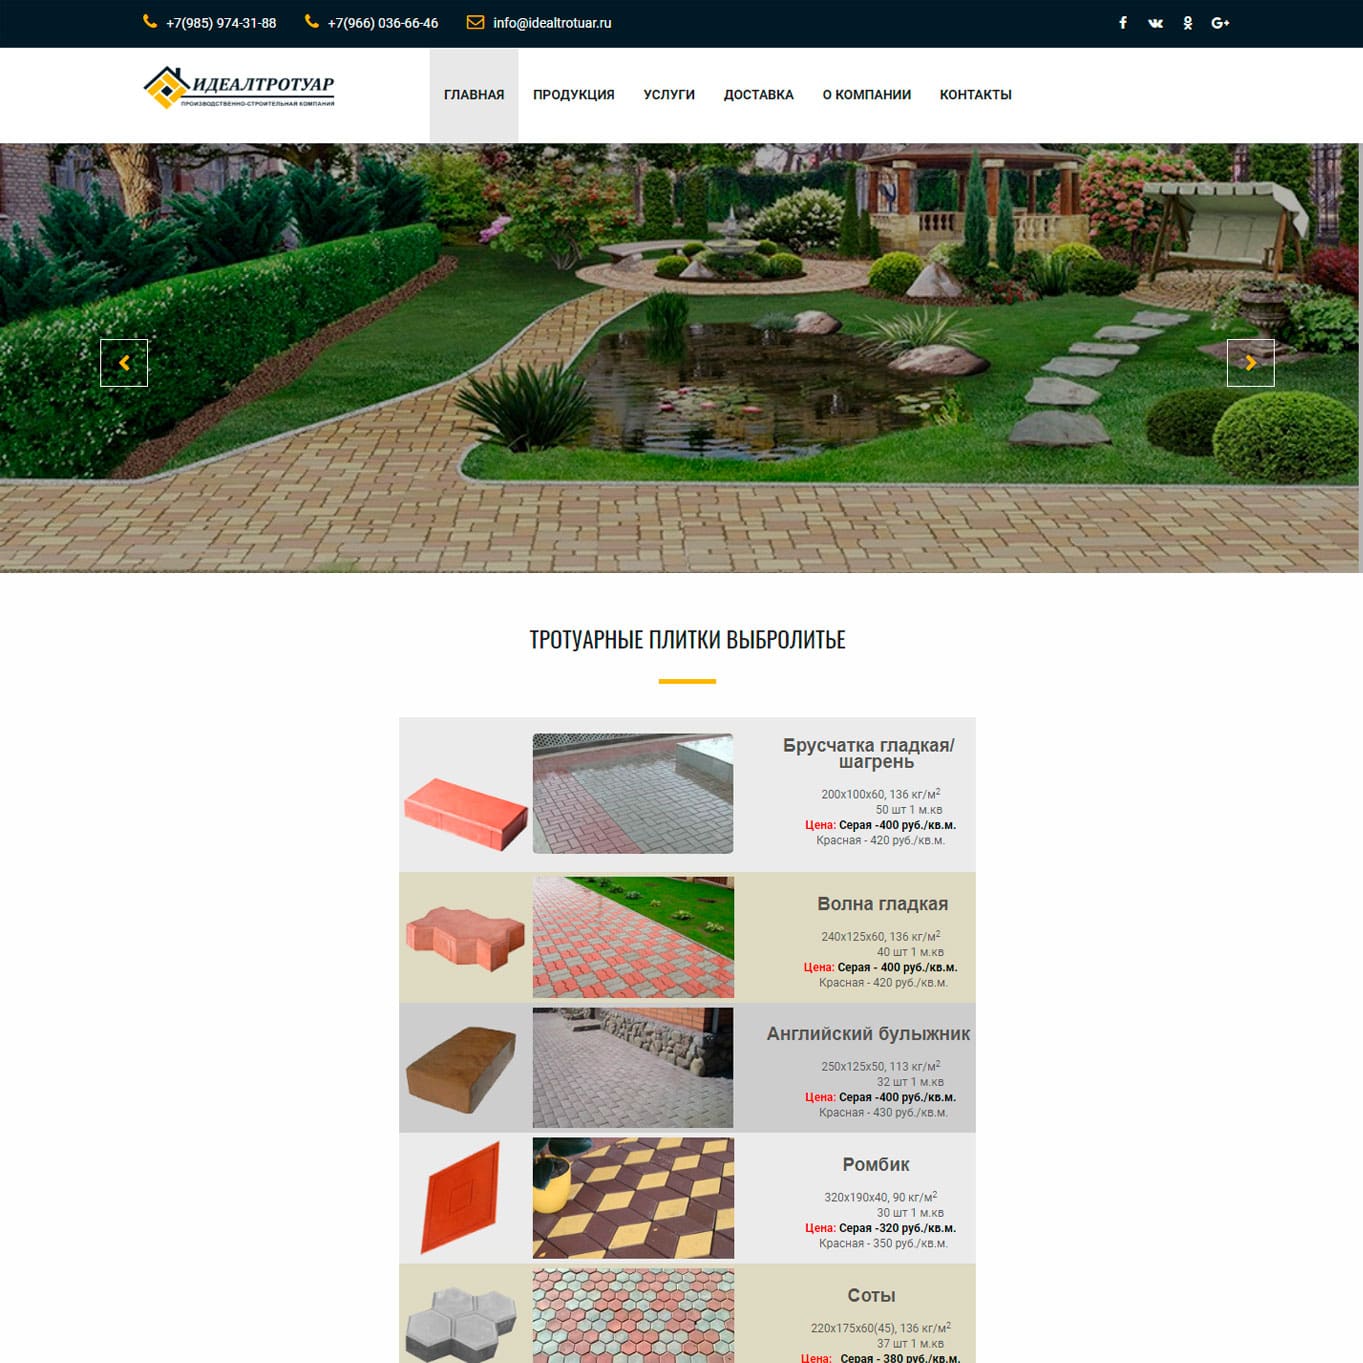 +7(985) 974-31-88 +7(966) 036-66-46 info@idealtrotuar.ru
ИДЕАЛТРОТУАР
ПРОИЗВОДСТВЕННО-СТРОИТЕЛЬНАЯ КОМПАНИЯ
ГЛАВНАЯ ПРОДУКЦИЯ УСЛУГИ ДОСТАВКА О КОМПАНИИ КОНТАКТЫ
ТРОТУАРНЫЕ ПЛИТКИ ВЫБРОЛИТЬЕ
Брусчатка гладкая/
шагрень
200x100x60, 136 кг/м²
50 шт 1 м.кв
Цена: Серая -400 руб./кв.м.
Красная - 420 руб./кв.м.
Волна гладкая
240x125x60, 136 кг/м²
40 шт 1 м.кв
Цена: Серая - 400 руб./кв.м.
Красная - 420 руб./кв.м.
Английский булыжник
250x125x50, 113 кг/м²
32 шт 1 м.кв
Цена: Серая -400 руб./кв.м.
Красная - 430 руб./кв.м.
Ромбик
320x190x40, 90 кг/м²
30 шт 1 м.кв
Цена: Серая -320 руб./кв.м.
Красная - 350 руб./кв.м.
Соты
220x175x60(45), 136 кг/м²
37 шт 1 м.кв
Цена: Серая - 380 руб./кв.м.